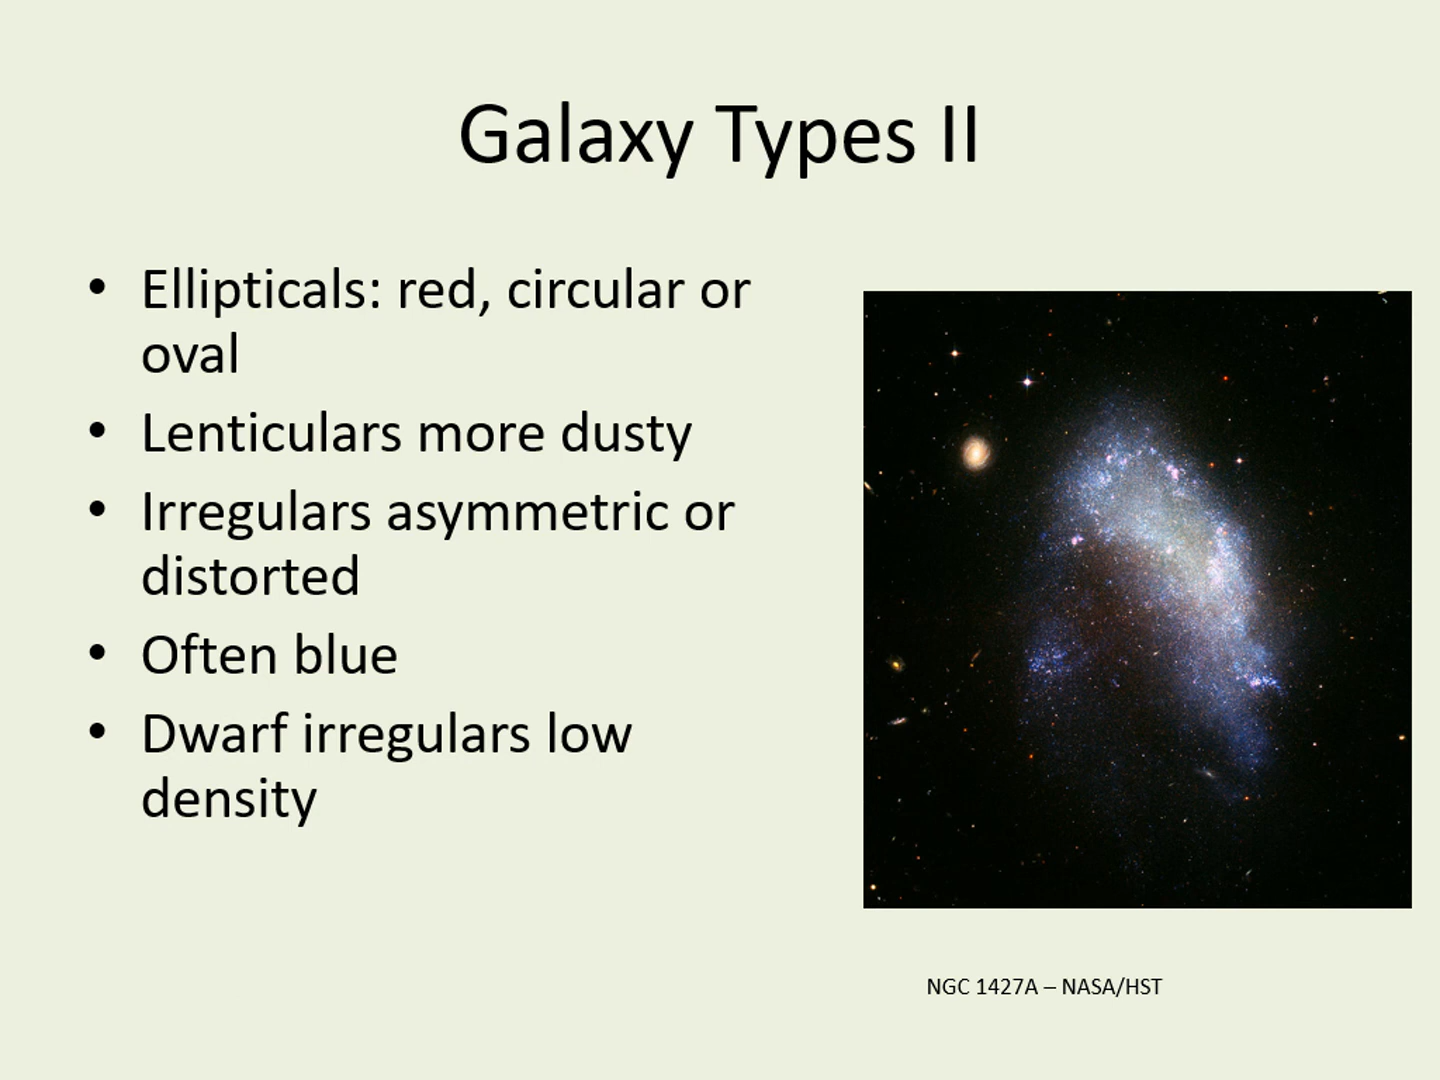 Galaxy Types II
• Ellipticals: red, circular or
oval
• Lenticulars more dusty
• Irregulars asymmetric or
distorted
• Often blue
• Dwarf irregulars low
density
NGC 1427A – NASA/HST